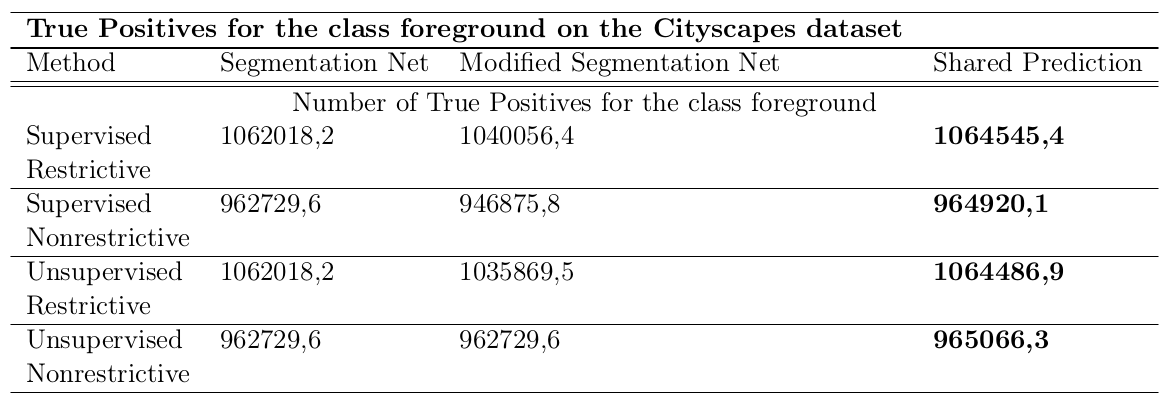 True Positives for the class foreground on the Cityscapes dataset
Method Segmentation Net Modified Segmentation Net Shared Prediction
Number of True Positives for the class foreground
Supervised 1062018,2 1040056,4 1064545,4
Restrictive
Supervised 962729,6 946875,8 964920,1
Nonrestrictive
Unsupervised 1062018,2 1035869,5 1064486,9
Restrictive
Unsupervised 962729,6 962729,6 965066,3
Nonrestrictive